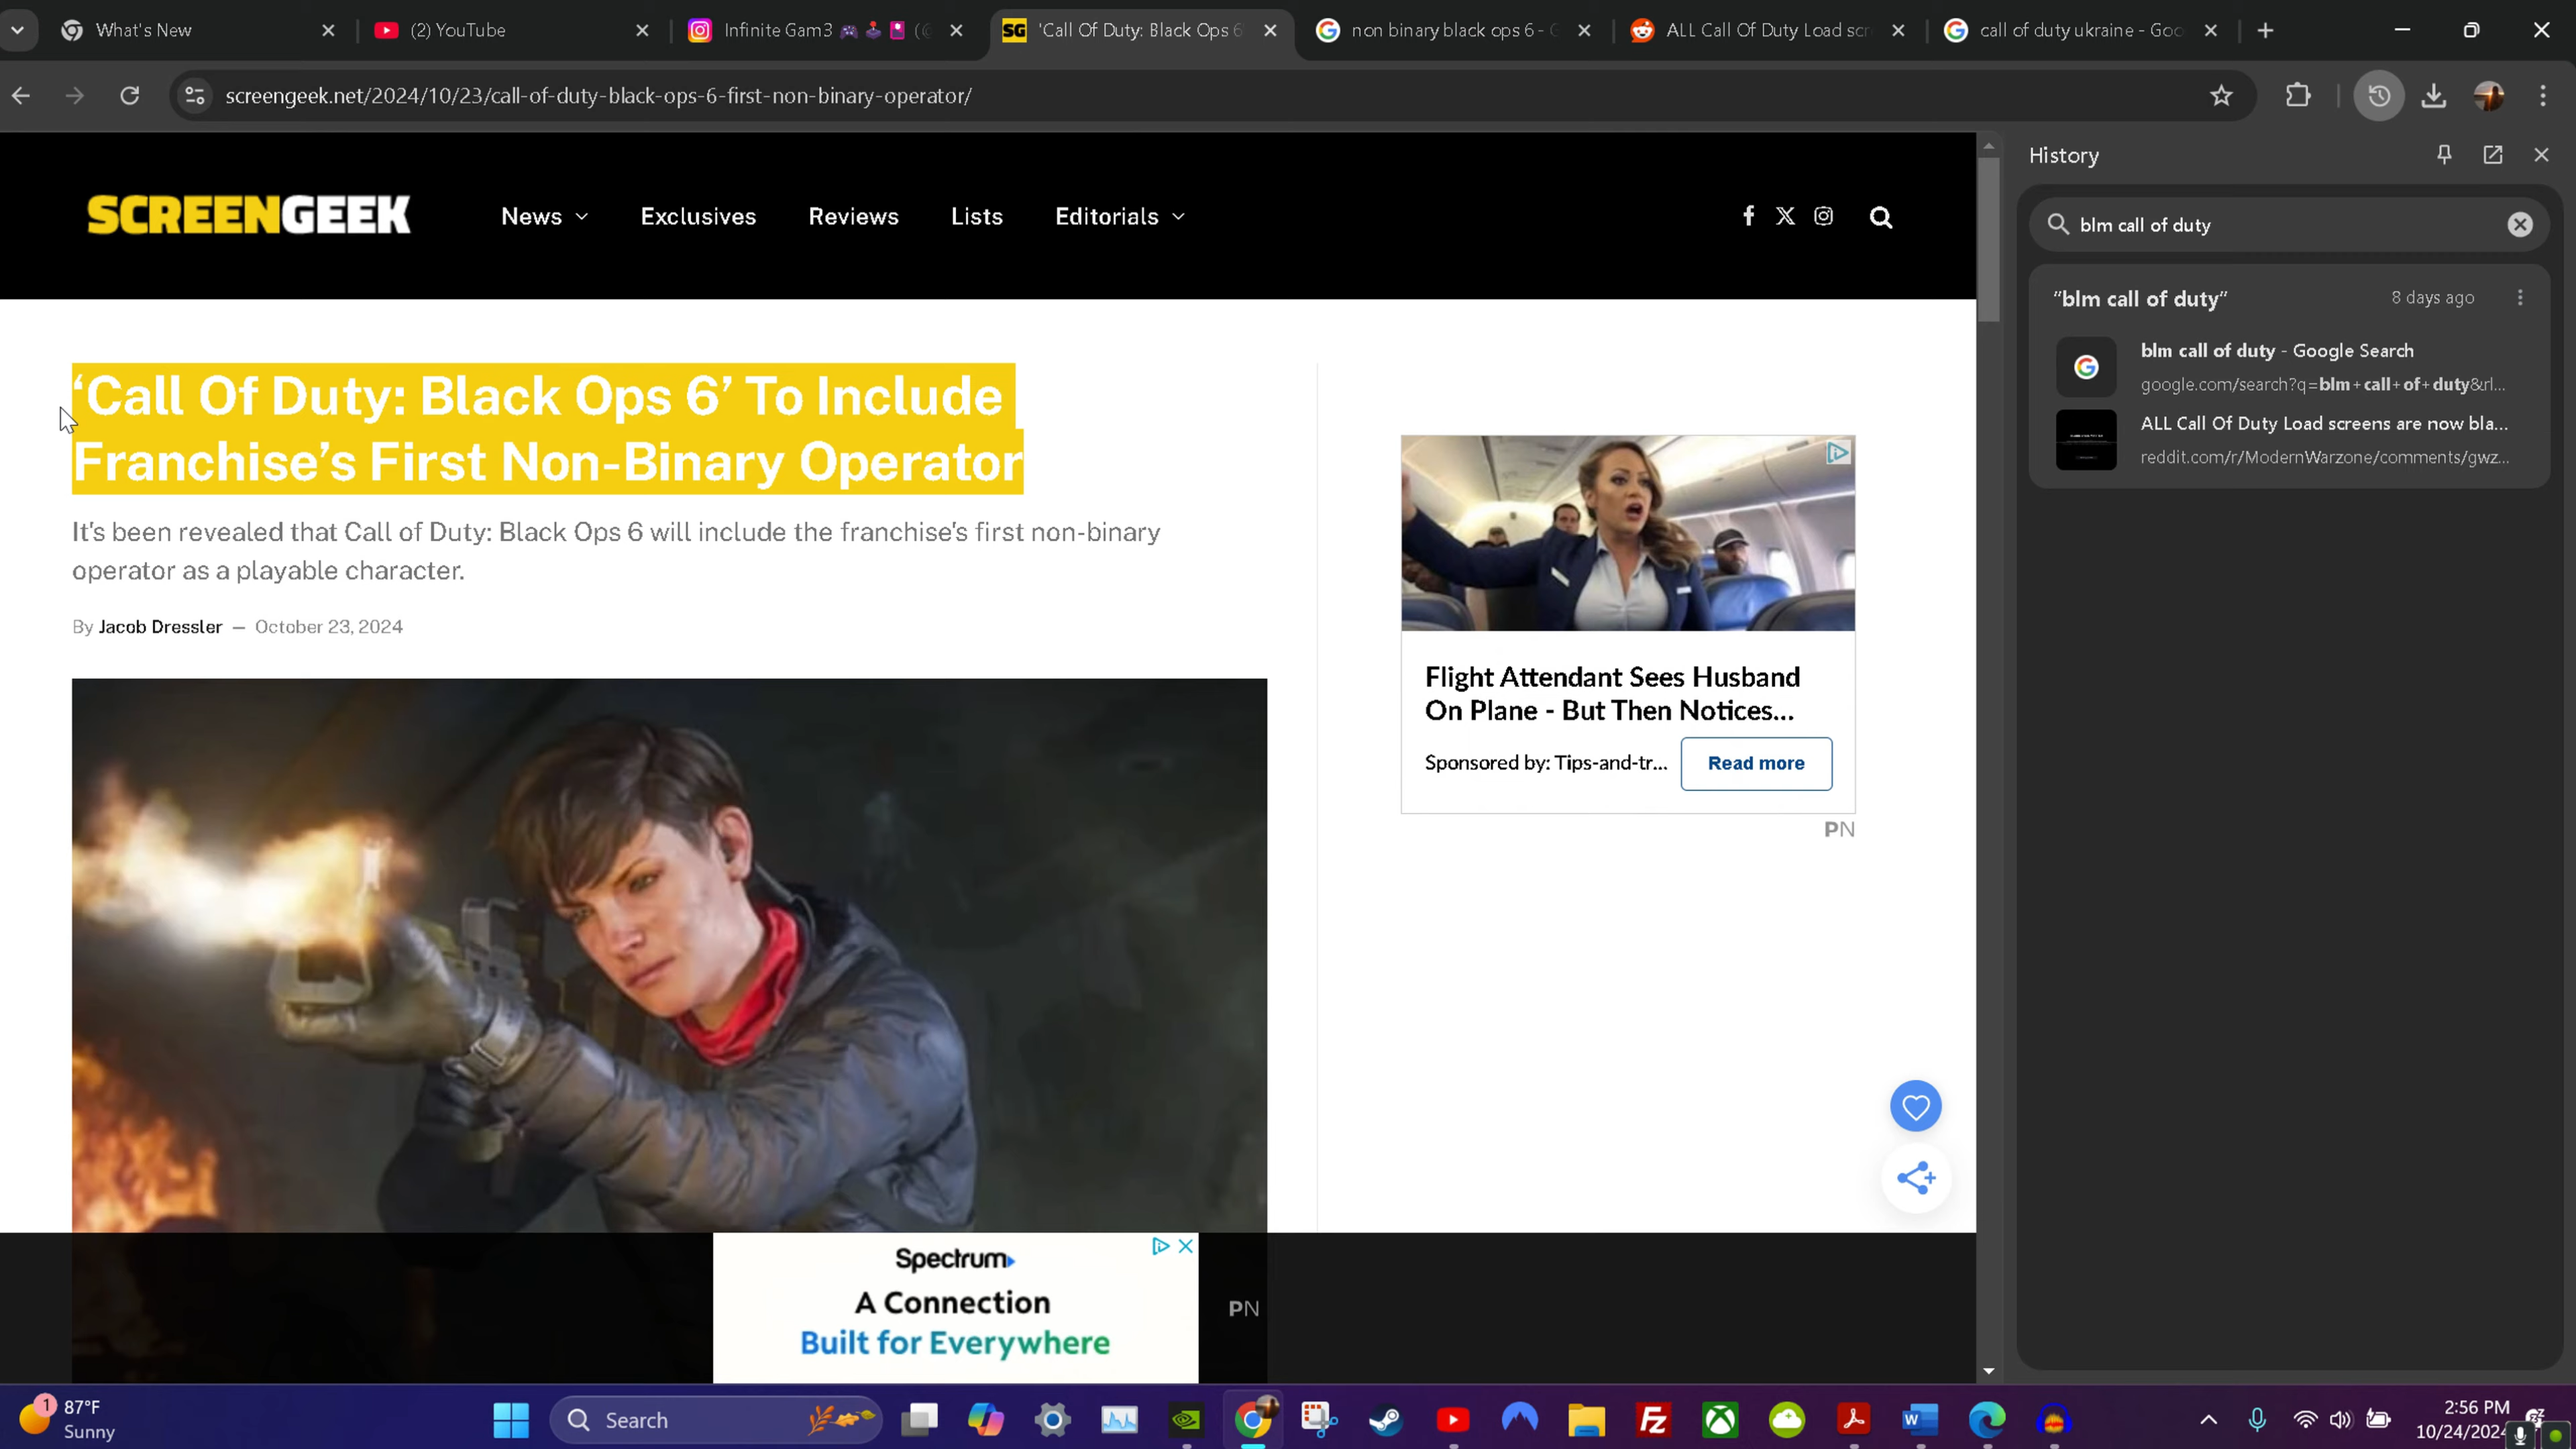 What's New
(2) YouTube
Infinite Gam3
'Call Of Duty: Black Ops 6'
non binary black ops 6 - G
ALL Call Of Duty Load scr
call of duty ukraine - Goo
screengeek.net/2024/10/23/call-of-duty-black-ops-6-first-non-binary-operator/
SCREENGEEK
News
Exclusives
Reviews
Lists
Editorials
‘Call Of Duty: Black Ops 6’ To Include
Franchise’s First Non-Binary Operator
It's been revealed that Call of Duty: Black Ops 6 will include the franchise's first non-binary
operator as a playable character.
By Jacob Dressler — October 23, 2024
Flight Attendant Sees Husband
On Plane - But Then Notices...
Sponsored by: Tips-and-tr...
Read more
PN
Spectrum
A Connection
Built for Everywhere
PN
History
blm call of duty
"blm call of duty"
8 days ago
blm call of duty - Google Search
google.com/search?q=blm+call+of+duty&rl...
ALL Call Of Duty Load screens are now bla...
reddit.com/r/ModernWarzone/comments/gwz...
1
87°F
Sunny
Search
2:56 PM
10/24/2024